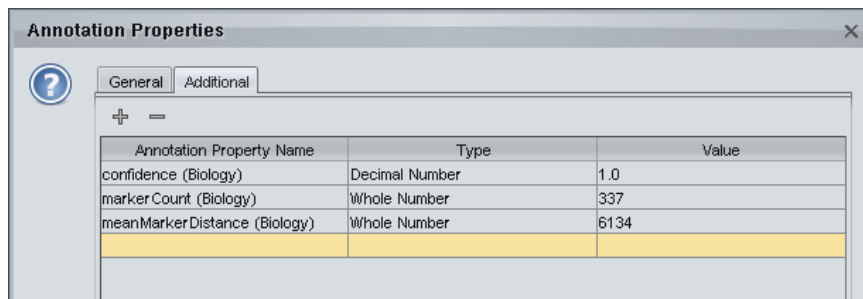 Annotation Properties
General Additional
Annotation Property Name Type Value
confidence (Biology) Decimal Number 1.0
markerCount (Biology) Whole Number 337
meanMarkerDistance (Biology) Whole Number 6134